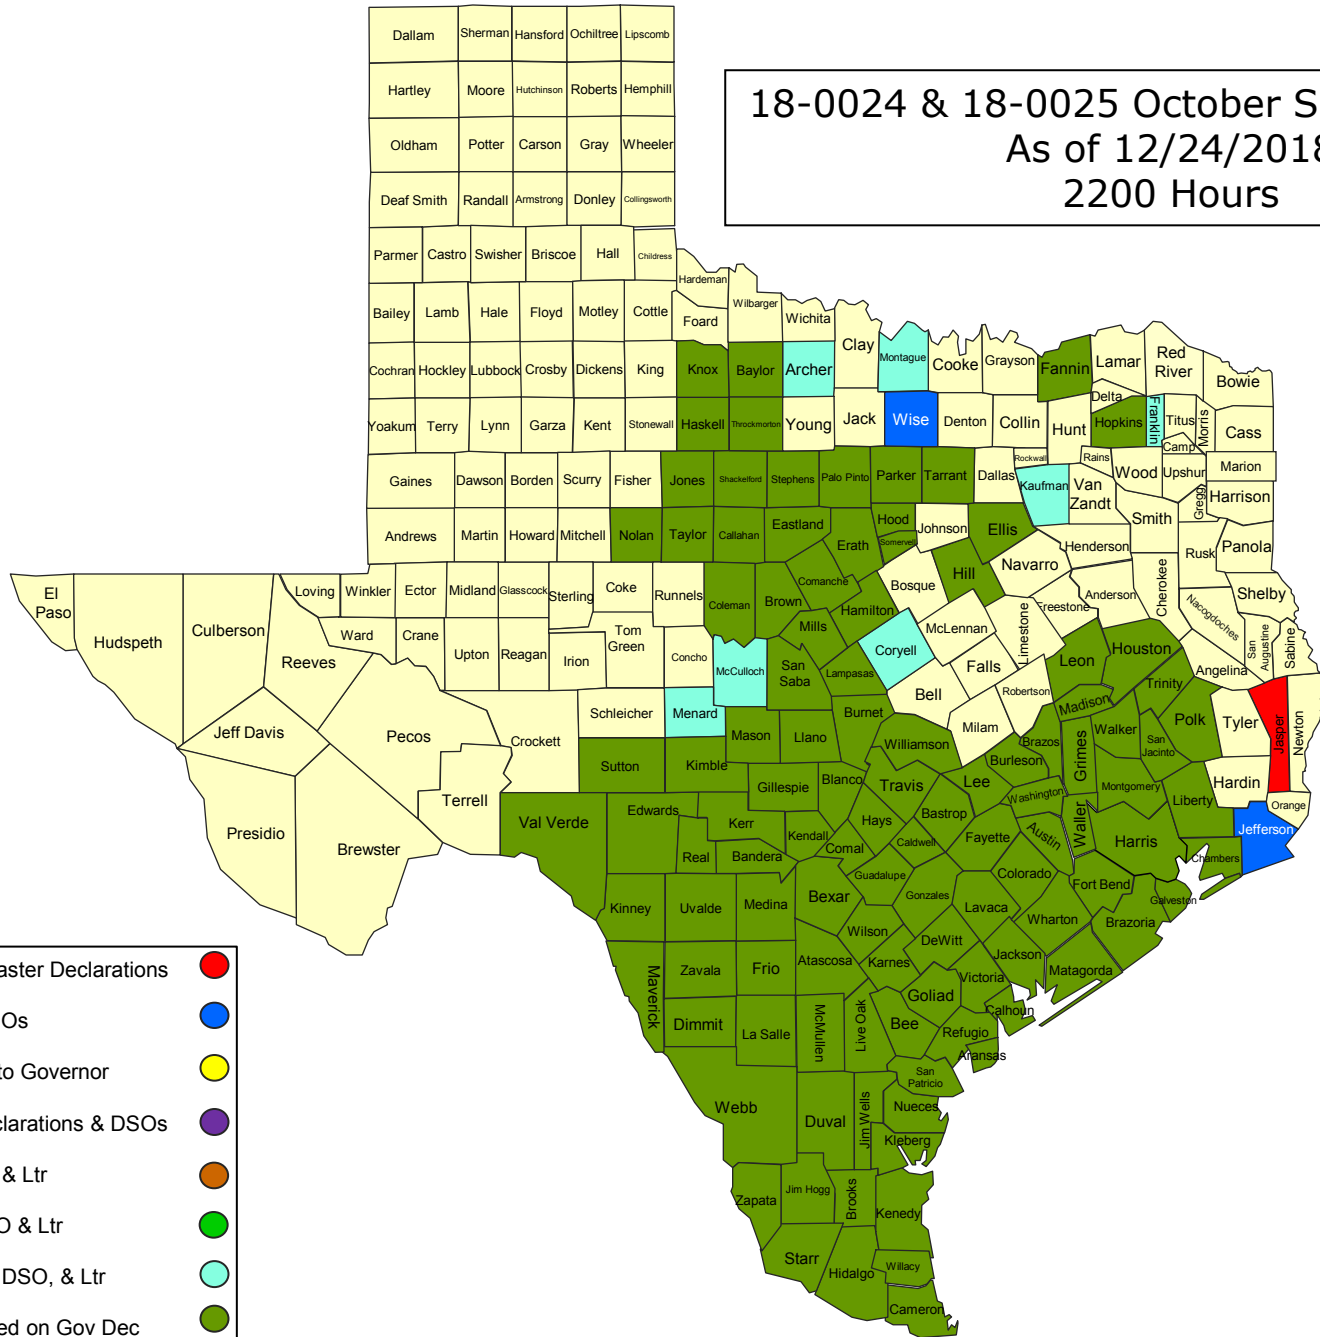 Dallam Sherman Hansford Ochiltree Lipscomb
Hartley Moore Hutchinson Roberts Hemphill
18-0024 & 18-0025 October S
As of 12/24/2018
2200 Hours
Oldham Potter Carson Gray Wheeler
Deaf Smith Randall Armstrong Donley Collingsworth
Parmer Castro Swisher Briscoe Hall Childress
Hardeman
Wilbarger
Bailey Lamb Hale Floyd Motley Cottle Foard Wichita
Clay Montague Cooke Grayson Fannin Lamar Red
River
Bowie
Cochran Hockley Lubbock Crosby Dickens King Knox Baylor Archer
Delta
Yoakum Terry Lynn Garza Kent Stonewall Haskell Throckmorton Young Jack Wise Denton Collin Hunt Hopkins Franklin Titus Morris Cass
Camp
Rockwall Rains
Gaines Dawson Borden Scurry Fisher Jones Shackelford Stephens Palo Pinto Parker Tarrant Dallas Kaufman Van
Zandt
Wood Upshur Marion
Gregg Harrison
Andrews Martin Howard Mitchell Nolan Taylor Callahan Eastland Erath Hood Somervell Johnson Ellis Henderson Smith Rusk Panola
El
Paso
Hudspeth Culberson Loving Winkler Ector Midland Glasscock Sterling Coke Runnels Coleman Brown Comanche Hamilton Bosque Hill Navarro Freestone Anderson Cherokee Nacogdoches Shelby
Reeves Ward Crane Upton Reagan Irion Tom
Green
Concho McCulloch Mills San
Saba
Lampasas Coryell McLennan Limestone Falls Bell Leon Houston Angelina San
Augustine
Sabine
Jeff Davis Pecos Crockett Schleicher Menard Mason Llano Burnet Williamson Milam Robertson Madison Trinity Polk Tyler Jasper Newton
Sutton Kimble Gillespie Blanco Travis Lee Burleson Brazos Grimes Walker San
Jacinto
Hardin Orange
Presidio Brewster Terrell Val Verde Edwards Kerr Real Bandera Kendall Comal Hays Caldwell Bastrop Fayette Washington Austin Waller Montgomery Harris Liberty Jefferson Chambers
Kinney Uvalde Medina Bexar Guadalupe Gonzales Lavaca Colorado Wharton Fort Bend Brazoria Galveston
Maverick Zavala Frio Atascosa Wilson Karnes DeWitt Jackson Victoria Matagorda
Dimmit La Salle McMullen Live Oak Bee Goliad Refugio Calhoun Aransas
San
Patricio
Webb Duval Jim Wells Nueces
Kleberg
Zapata Jim Hogg Brooks Kenedy
Starr Hidalgo Willacy
Cameron
aster Declarations
Os
to Governor
clarations & DSOs
& Ltr
O & Ltr
DSO, & Ltr
ed on Gov Dec